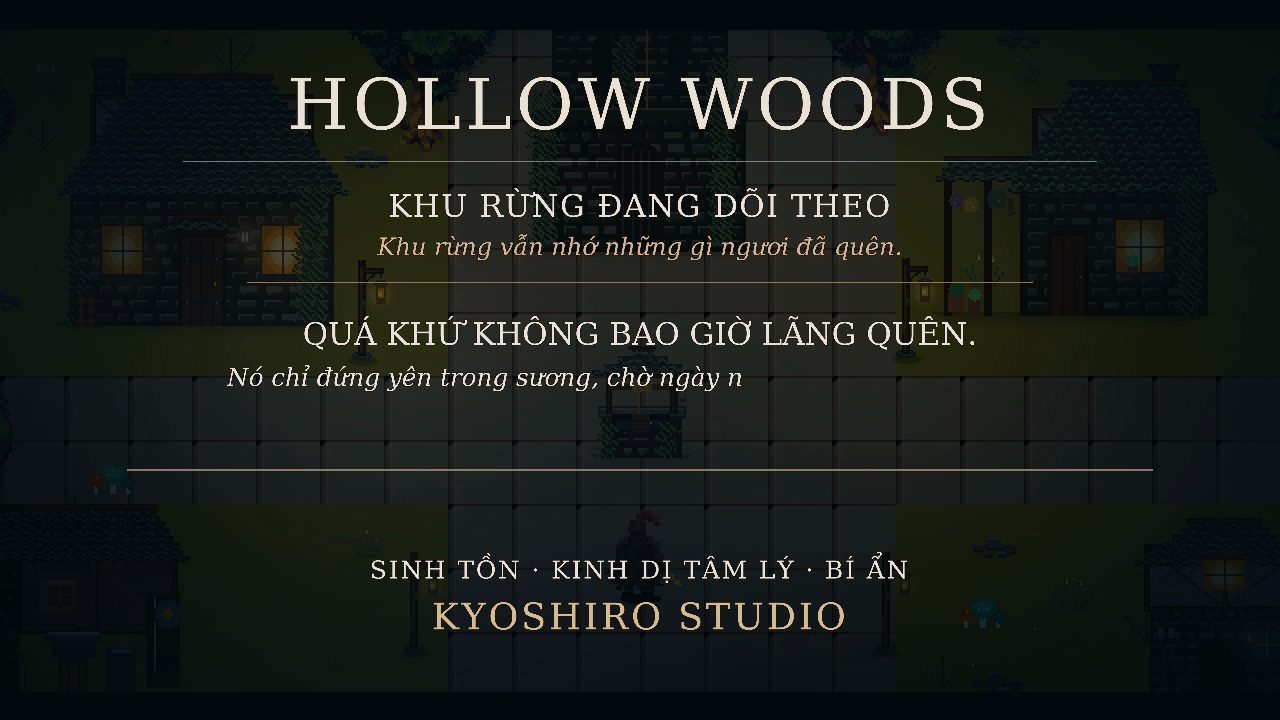 HOLLOW WOODS
KHU RỪNG ĐANG DÕI THEO
Khu rừng vẫn nhớ những gì ngươi đã quên.
QUÁ KHỨ KHÔNG BAO GIỜ LÃNG QUÊN.
Nó chỉ đứng yên trong sương, chờ ngày n
SINH TỒN · KINH DỊ TÂM LÝ · BÍ ẨN
KYOSHIRO STUDIO